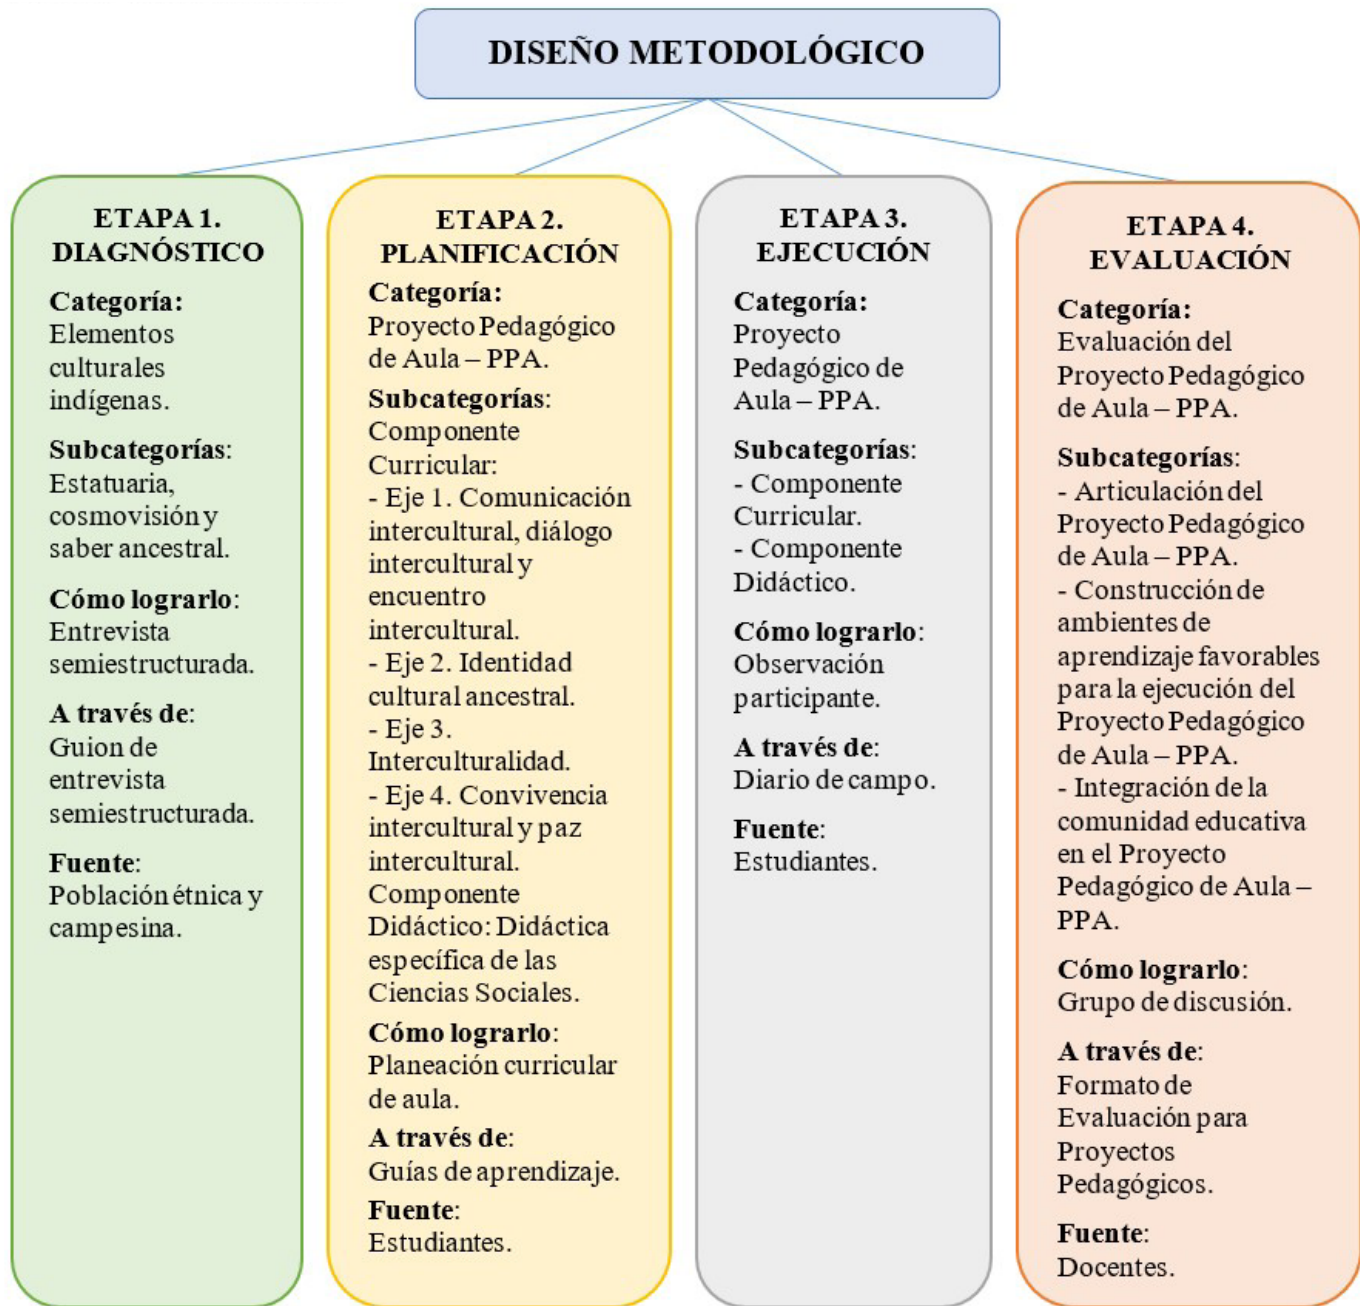 DISEÑO METODOLÓGICO
ETAPA 1.
DIAGNÓSTICO
Categoría:
Elementos
culturales
indígenas.
Subcategorías:
Estatuaria,
cosmovisión y
saber ancestral.
Cómo lograrlo:
Entrevista
semiestructurada.
A través de:
Guion de
entrevista
semiestructurada.
Fuente:
Población étnica y
campesina.
ETAPA 2.
PLANIFICACIÓN
Categoría:
Proyecto Pedagógico
de Aula – PPA.
Subcategorías:
Componente
Curricular:
- Eje 1. Comunicación
intercultural, diálogo
intercultural y
encuentro
intercultural.
- Eje 2. Identidad
cultural ancestral.
- Eje 3.
Interculturalidad.
- Eje 4. Convivencia
intercultural y paz
intercultural.
Componente
Didáctico: Didáctica
específica de las
Ciencias Sociales.
Cómo lograrlo:
Planeación curricular
de aula.
A través de:
Guías de aprendizaje.
Fuente:
Estudiantes.
ETAPA 3.
EJECUCIÓN
Categoría:
Proyecto
Pedagógico de
Aula – PPA.
Subcategorías:
- Componente
Curricular.
- Componente
Didáctico.
Cómo lograrlo:
Observación
participante.
A través de:
Diario de campo.
Fuente:
Estudiantes.
ETAPA 4.
EVALUACIÓN
Categoría:
Evaluación del
Proyecto Pedagógico
de Aula – PPA.
Subcategorías:
- Articulación del
Proyecto Pedagógico
de Aula – PPA.
- Construcción de
ambientes de
aprendizaje favorables
para la ejecución del
Proyecto Pedagógico
de Aula – PPA.
- Integración de la
comunidad educativa
en el Proyecto
Pedagógico de Aula –
PPA.
Cómo lograrlo:
Grupo de discusión.
A través de:
Formato de
Evaluación para
Proyectos
Pedagógicos.
Fuente:
Docentes.